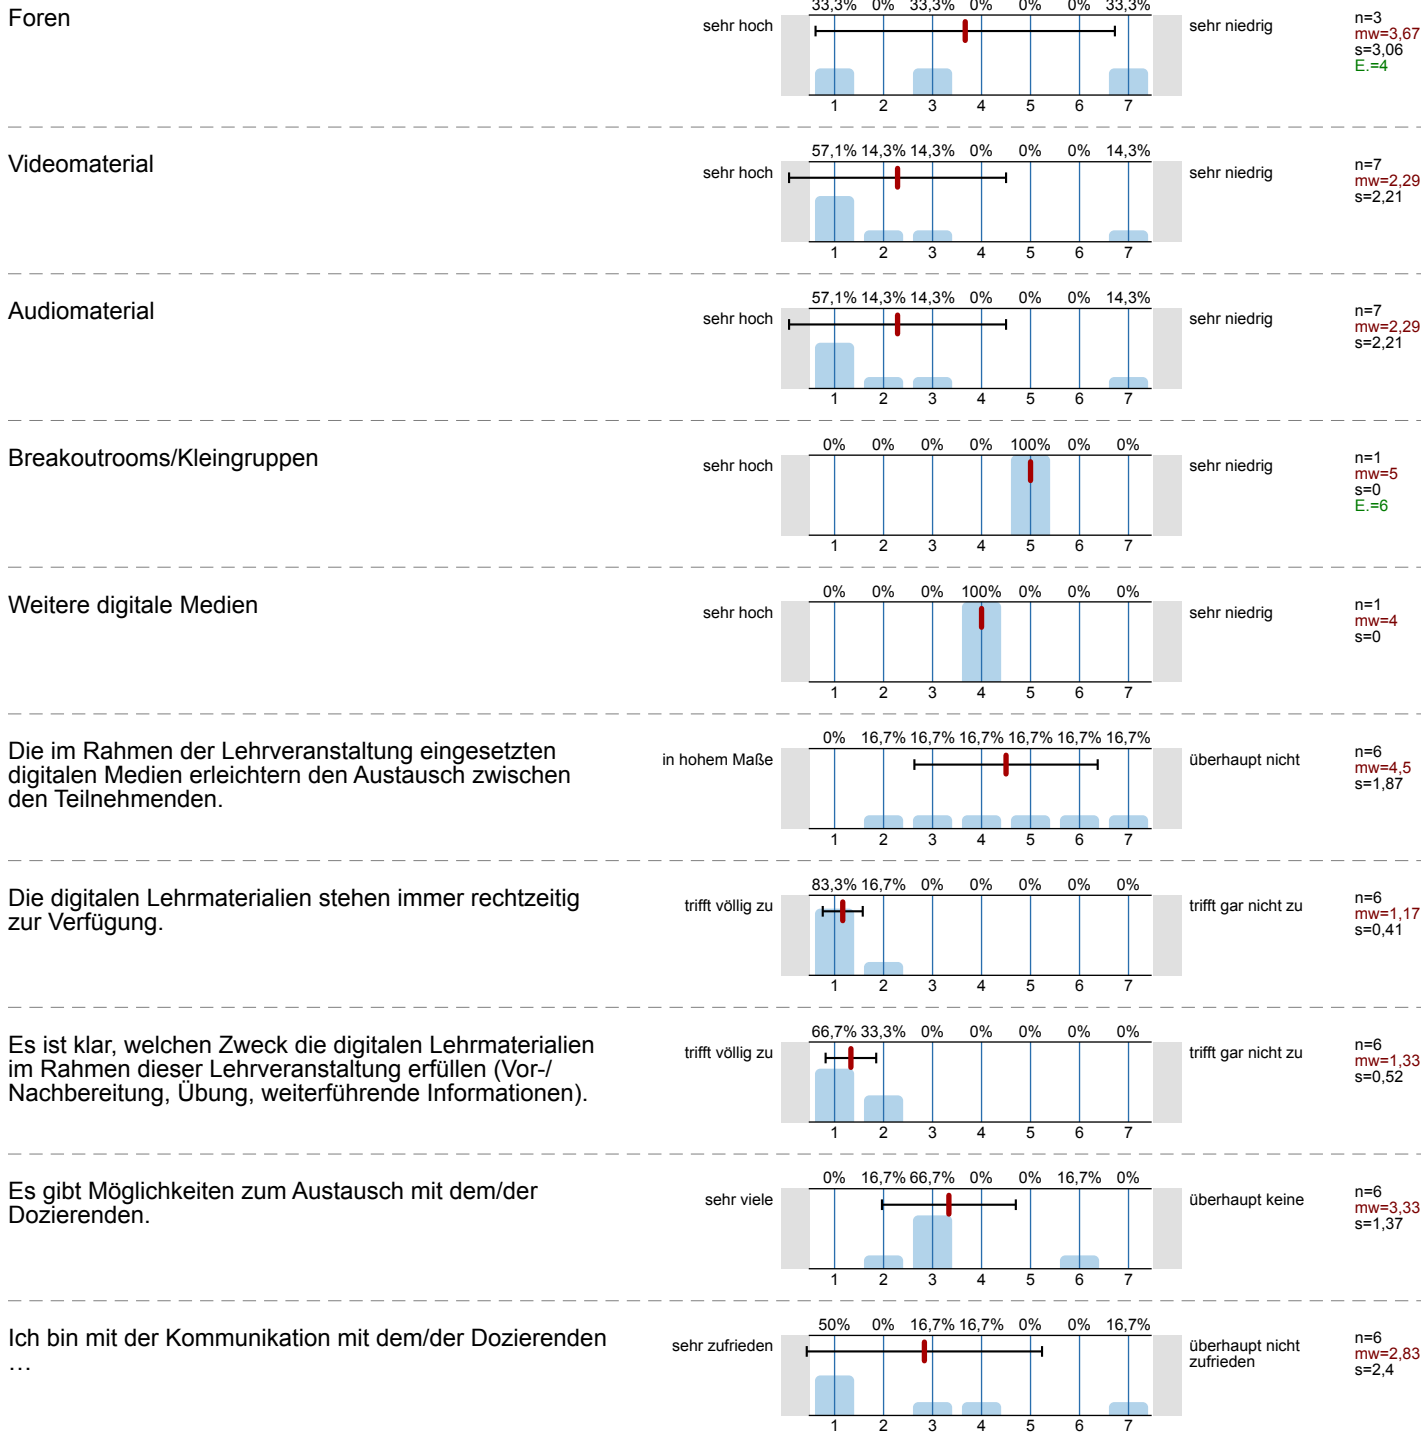 Foren
33,3% 0% 33,3% 0% 0% 0% 33,3%
sehr hoch
sehr niedrig
n=3
mw=3,67
s=3,06
E.=4
1 2 3 4 5 6 7
Videomaterial
57,1% 14,3% 14,3% 0% 0% 0% 14,3%
sehr hoch
sehr niedrig
n=7
mw=2,29
s=2,21
1 2 3 4 5 6 7
Audiomaterial
57,1% 14,3% 14,3% 0% 0% 0% 14,3%
sehr hoch
sehr niedrig
n=7
mw=2,29
s=2,21
1 2 3 4 5 6 7
Breakoutrooms/Kleingruppen
0% 0% 0% 0% 100% 0% 0%
sehr hoch
sehr niedrig
n=1
mw=5
s=0
E.=6
1 2 3 4 5 6 7
Weitere digitale Medien
0% 0% 0% 100% 0% 0% 0%
sehr hoch
sehr niedrig
n=1
mw=4
s=0
1 2 3 4 5 6 7
Die im Rahmen der Lehrveranstaltung eingesetzten
digitalen Medien erleichtern den Austausch zwischen
den Teilnehmenden.
0% 16,7% 16,7% 16,7% 16,7% 16,7% 16,7%
in hohem Maße
überhaupt nicht
n=6
mw=4,5
s=1,87
1 2 3 4 5 6 7
Die digitalen Lehrmaterialien stehen immer rechtzeitig
zur Verfügung.
83,3% 16,7% 0% 0% 0% 0% 0%
trifft völlig zu
trifft gar nicht zu
n=6
mw=1,17
s=0,41
1 2 3 4 5 6 7
Es ist klar, welchen Zweck die digitalen Lehrmaterialien
im Rahmen dieser Lehrveranstaltung erfüllen (Vor-/
Nachbereitung, Übung, weiterführende Informationen).
66,7% 33,3% 0% 0% 0% 0% 0%
trifft völlig zu
trifft gar nicht zu
n=6
mw=1,33
s=0,52
1 2 3 4 5 6 7
Es gibt Möglichkeiten zum Austausch mit dem/der
Dozierenden.
0% 16,7% 66,7% 0% 0% 16,7% 0%
sehr viele
überhaupt keine
n=6
mw=3,33
s=1,37
1 2 3 4 5 6 7
Ich bin mit der Kommunikation mit dem/der Dozierenden
…
50% 0% 16,7% 16,7% 0% 0% 16,7%
sehr zufrieden
überhaupt nicht
zufrieden
n=6
mw=2,83
s=2,4
1 2 3 4 5 6 7